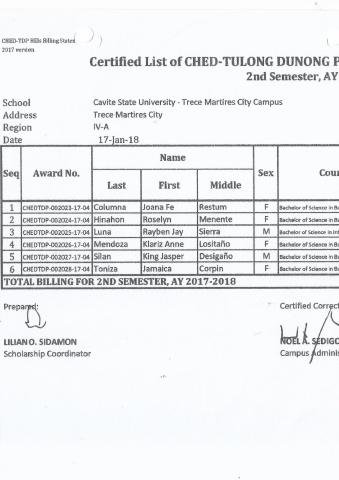 CHED-TDP Hills Billing Statem
2017 version
Certified List of CHED-TULONG DUNONG P
2nd Semester, AY
School Cavite State University - Trece Martires City Campus
Address Trece Martires City
Region IV-A
Date 17-Jan-18
Seq Award No. Name Sex Cou
Last First Middle
1 CHEDTDP-002023-17-04 Columna Joana Fe Restum F Bachelor of Science in B
2 CHEDTDP-002024-17-04 Hinahon Roselyn Menente F Bachelor of Science in B
3 CHEDTDP-002025-17-04 Luna Rayben Jay Sierra M Bachelor of Science in In
4 CHEDTDP-002026-17-04 Mendoza Klariz Anne Lositaño F Bachelor of Science in B
5 CHEDTDP-002027-17-04 Silan King Jasper Desigaño M Bachelor of Science in B
6 CHEDTDP-002028-17-04 Toniza Jamaica Corpin F Bachelor of Science in B
TOTAL BILLING FOR 2ND SEMESTER, AY 2017-2018
Prepared: Certified Correct
LILIAN O. SIDAMON NOEL A. SEDIGO
Scholarship Coordinator Campus Adminis